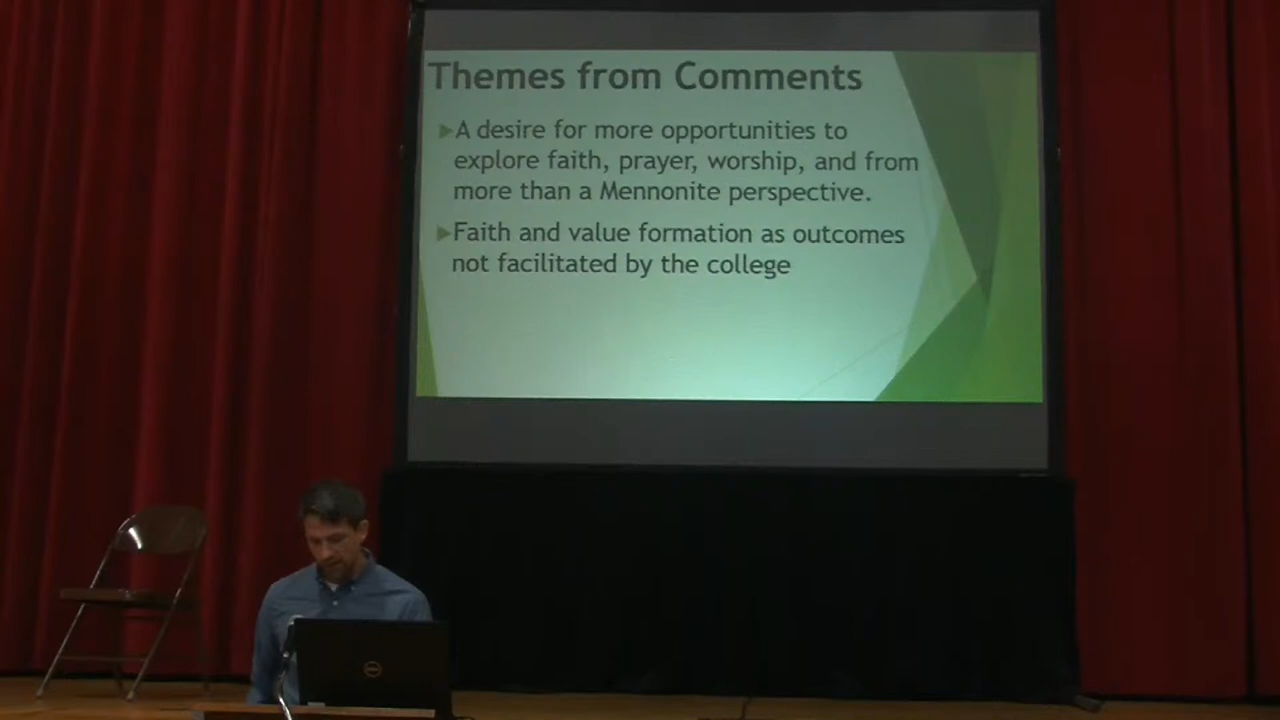 Themes from Comments
A desire for more opportunities to
explore faith, prayer, worship, and from
more than a Mennonite perspective.
Faith and value formation as outcomes
not facilitated by the college
DELL